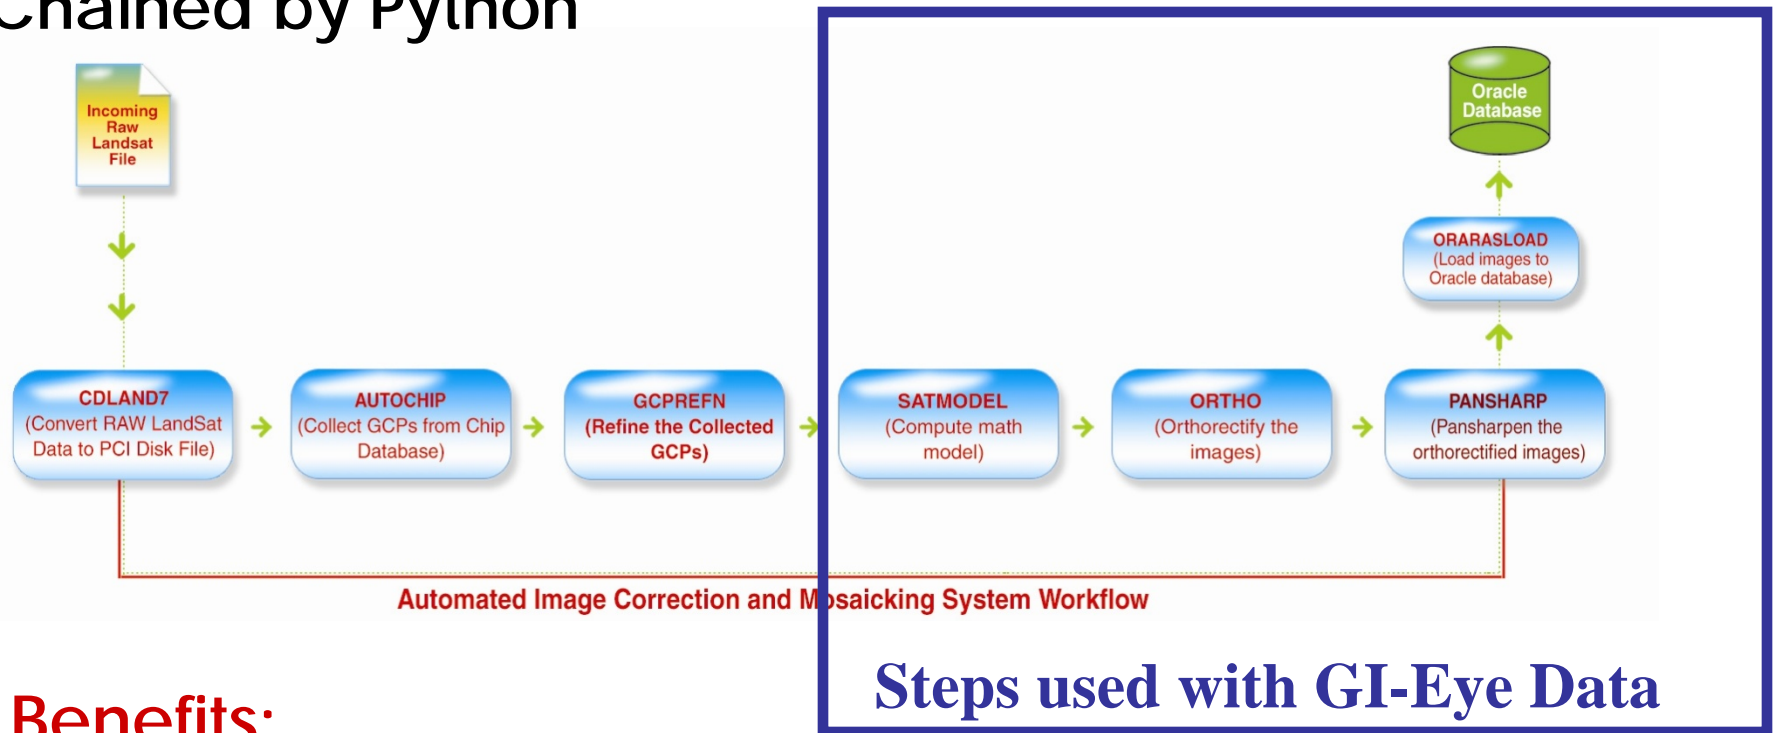 Chained by Python
Incoming
Raw
Landsat
File
Oracle
Database
ORARASLOAD
(Load images to
Oracle database)
CDLAND7
(Convert RAW LandSat
Data to PCI Disk File)
AUTOCHIP
(Collect GCPs from Chip
Database)
GCPREFN
(Refine the Collected
GCPs)
SATMODEL
(Compute math
model)
ORTHO
(Orthorectify the
images)
PANSHARP
(Pansharpen the
orthorectified images)
Automated Image Correction and Mosaicking System Workflow
Steps used with GI-Eye Data
Benefits: